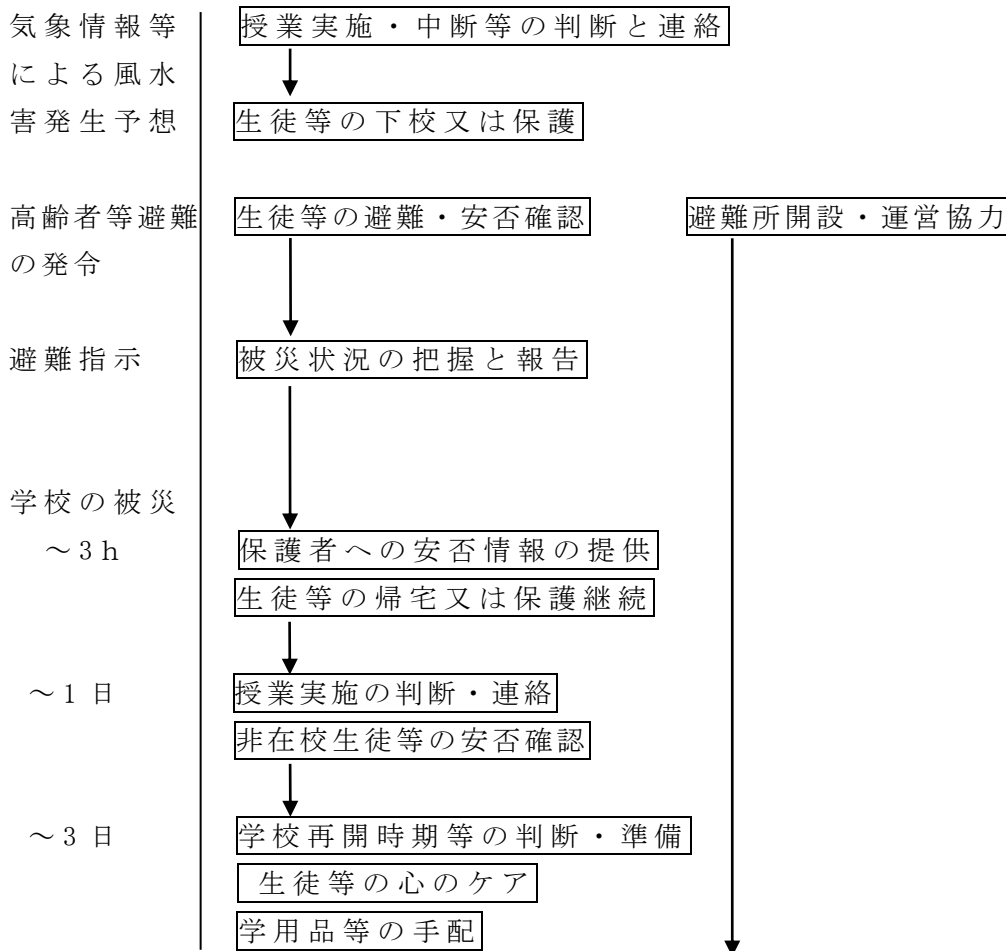 気象情報等
による風水
害発生予想
授業実施・中断等の判断と連絡
生徒等の下校又は保護
高齢者等避難
の発令
生徒等の避難・安否確認
避難所開設・運営協力
避難指示
被災状況の把握と報告
学校の被災
～3h
保護者への安否情報の提供
生徒等の帰宅又は保護継続
～1日
授業実施の判断・連絡
非在校生徒等の安否確認
～3日
学校再開時期等の判断・準備
生徒等の心のケア
学用品等の手配